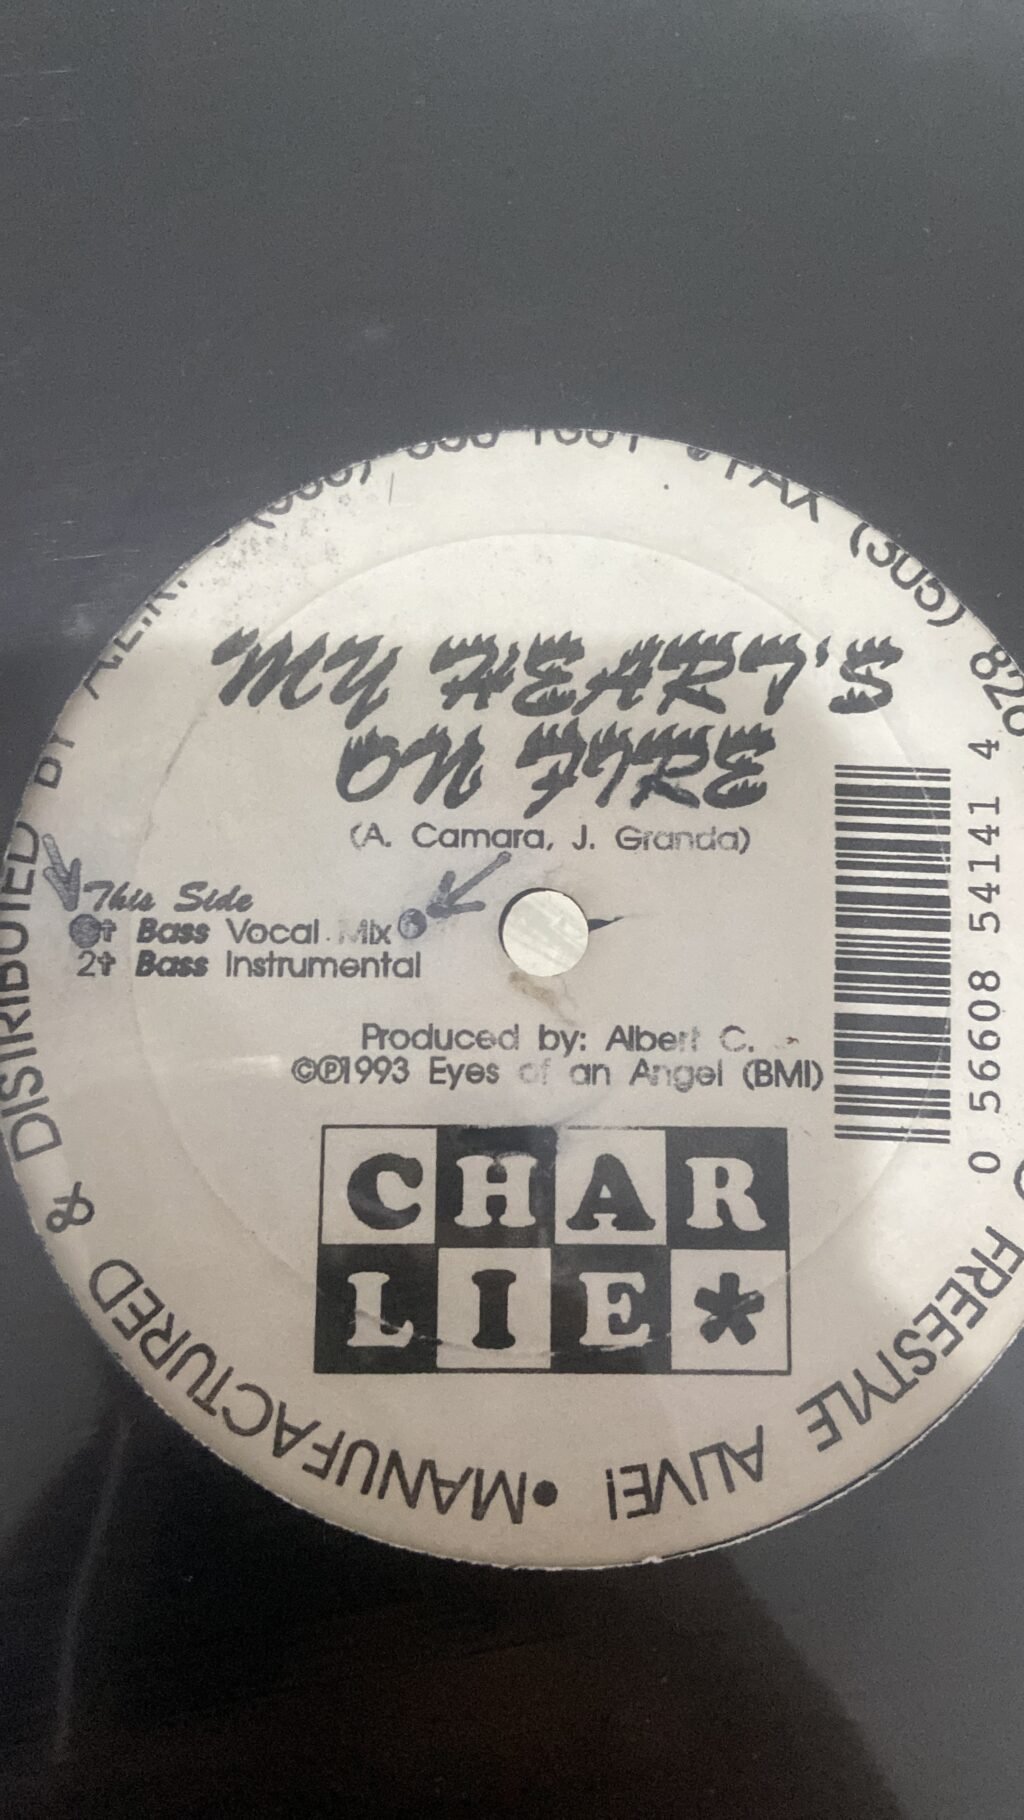 MY HEART'S
ON FIRE
(A. Camara, J. Granda)
This Side
Bass Vocal Mix
2† Bass Instrumental
Produced by: Albert C.
©℗1993 Eyes of an Angel (BMI)
CHAR
LIE*
0 56608 54141 4
FREESTYLE ALIVE! •MANUFACTURED & DISTRIBUTED BY
FAX (305)